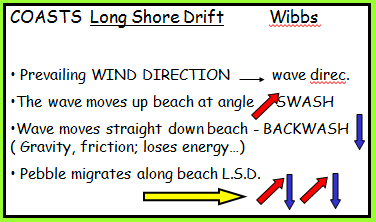 COASTS Long Shore Drift Wibbs
• Prevailing WIND DIRECTION → wave direc.
• The wave moves up beach at angle SWASH
• Wave moves straight down beach - BACKWASH
( Gravity, friction; loses energy...)
• Pebble migrates along beach L.S.D.